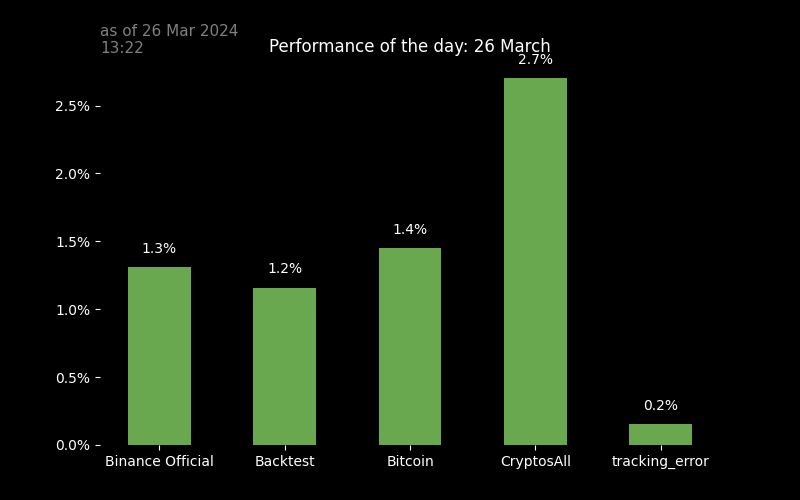 as of 26 Mar 2024
13:22
Performance of the day: 26 March
2.7%
2.5%
2.0%
1.5%
1.0%
0.5%
0.0%
1.3%
1.2%
1.4%
0.2%
Binance Official
Backtest
Bitcoin
CryptosAll
tracking_error